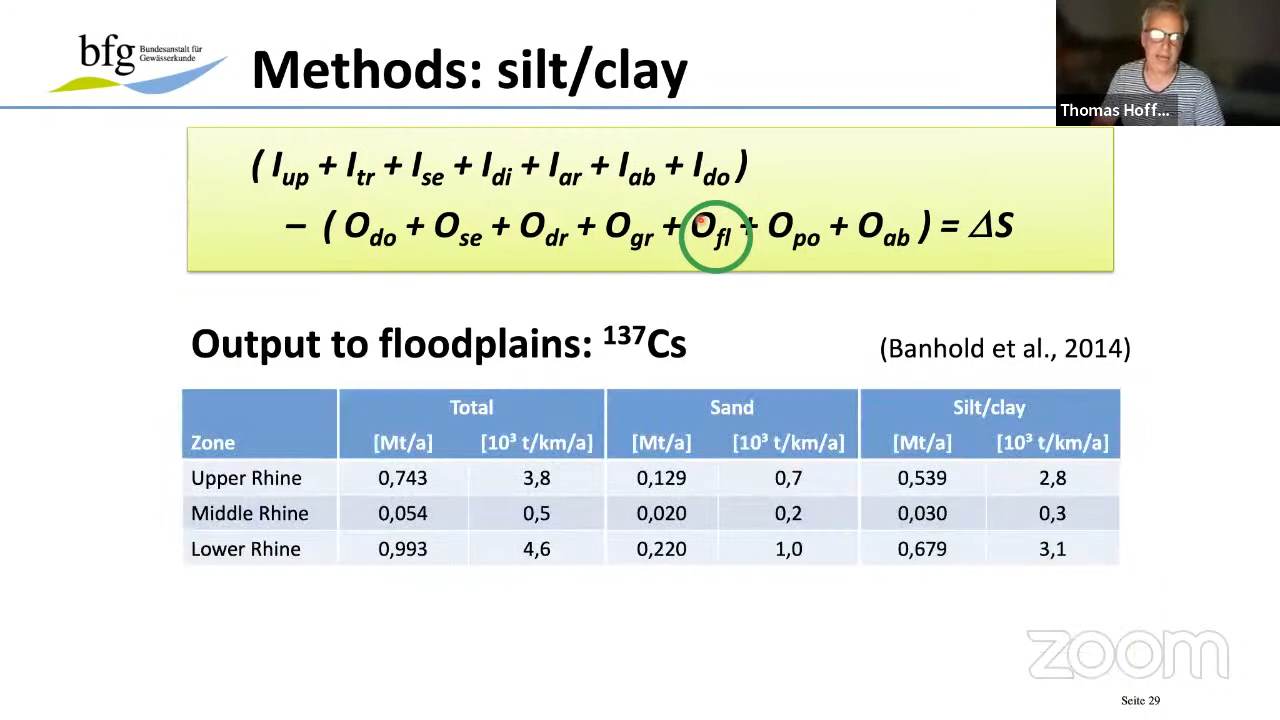 bfg Bundesanstalt für
Gewässerkunde
Methods: silt/clay
Thomas Hoff...
( Iup + Itr + Ise + Idi + Iar + Iab + Ido )
– ( Odo + Ose + Odr + Ogr + Ofl + Opo + Oab ) = ΔS
Output to floodplains: ¹³⁷Cs
(Banhold et al., 2014)
Total Sand Silt/clay
Zone [Mt/a] [10³ t/km/a] [Mt/a] [10³ t/km/a] [Mt/a] [10³ t/km/a]
Upper Rhine 0,743 3,8 0,129 0,7 0,539 2,8
Middle Rhine 0,054 0,5 0,020 0,2 0,030 0,3
Lower Rhine 0,993 4,6 0,220 1,0 0,679 3,1
zoom
Seite 29